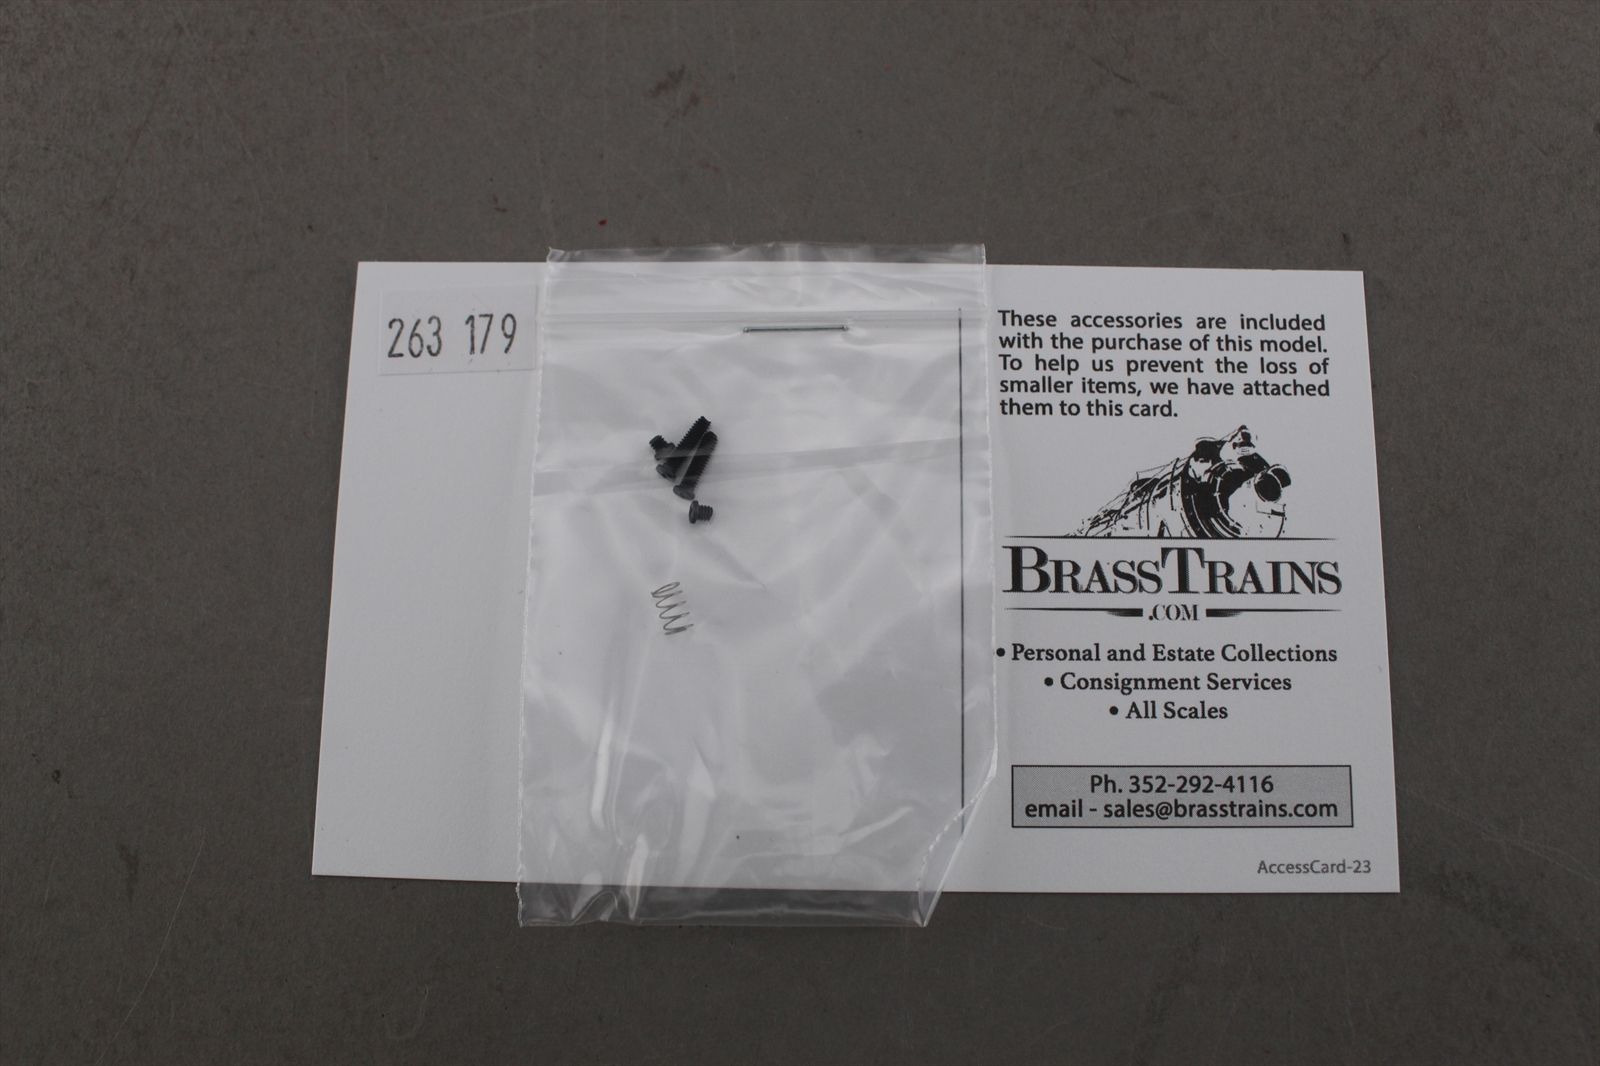 263 179
These accessories are included
with the purchase of this model.
To help us prevent the loss of
smaller items, we have attached
them to this card.
BRASSTRAINS
.COM
• Personal and Estate Collections
• Consignment Services
• All Scales
Ph. 352-292-4116
email - sales@brasstrains.com
AccessCard-23